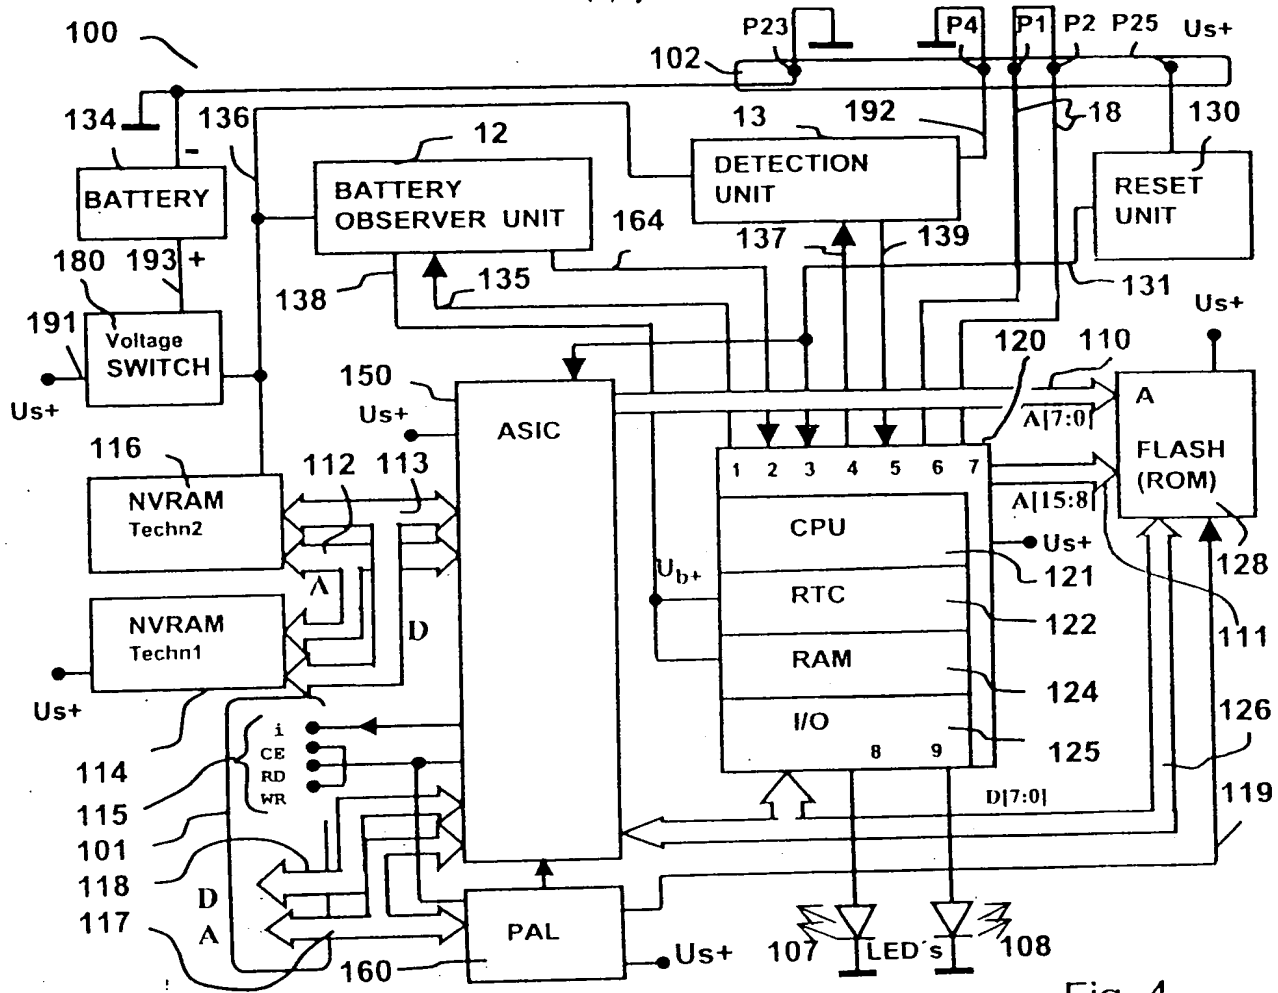 100
P23
P4
P1
P2
P25
Us+
102
134
136
12
13
192
18
130
-
BATTERY
BATTERY
OBSERVER UNIT
DETECTION
UNIT
RESET
UNIT
180
193
+
138
135
164
137
139
131
Us+
191
Voltage
SWITCH
Us+
150
Us+
ASIC
120
110
A
A[7:0]
FLASH
(ROM)
116
112
113
1 2 3 4 5 6 7
A[15:8]
NVRAM
Techn2
CPU
Us+
121
128
A
Ub+
RTC
122
111
NVRAM
Techn1
D
RAM
124
Us+
I/O
125
126
114
i
CE
RD
WR
115
8 9
D[7:0]
119
101
118
D
A
117
PAL
160
Us+
107
LED´s
108